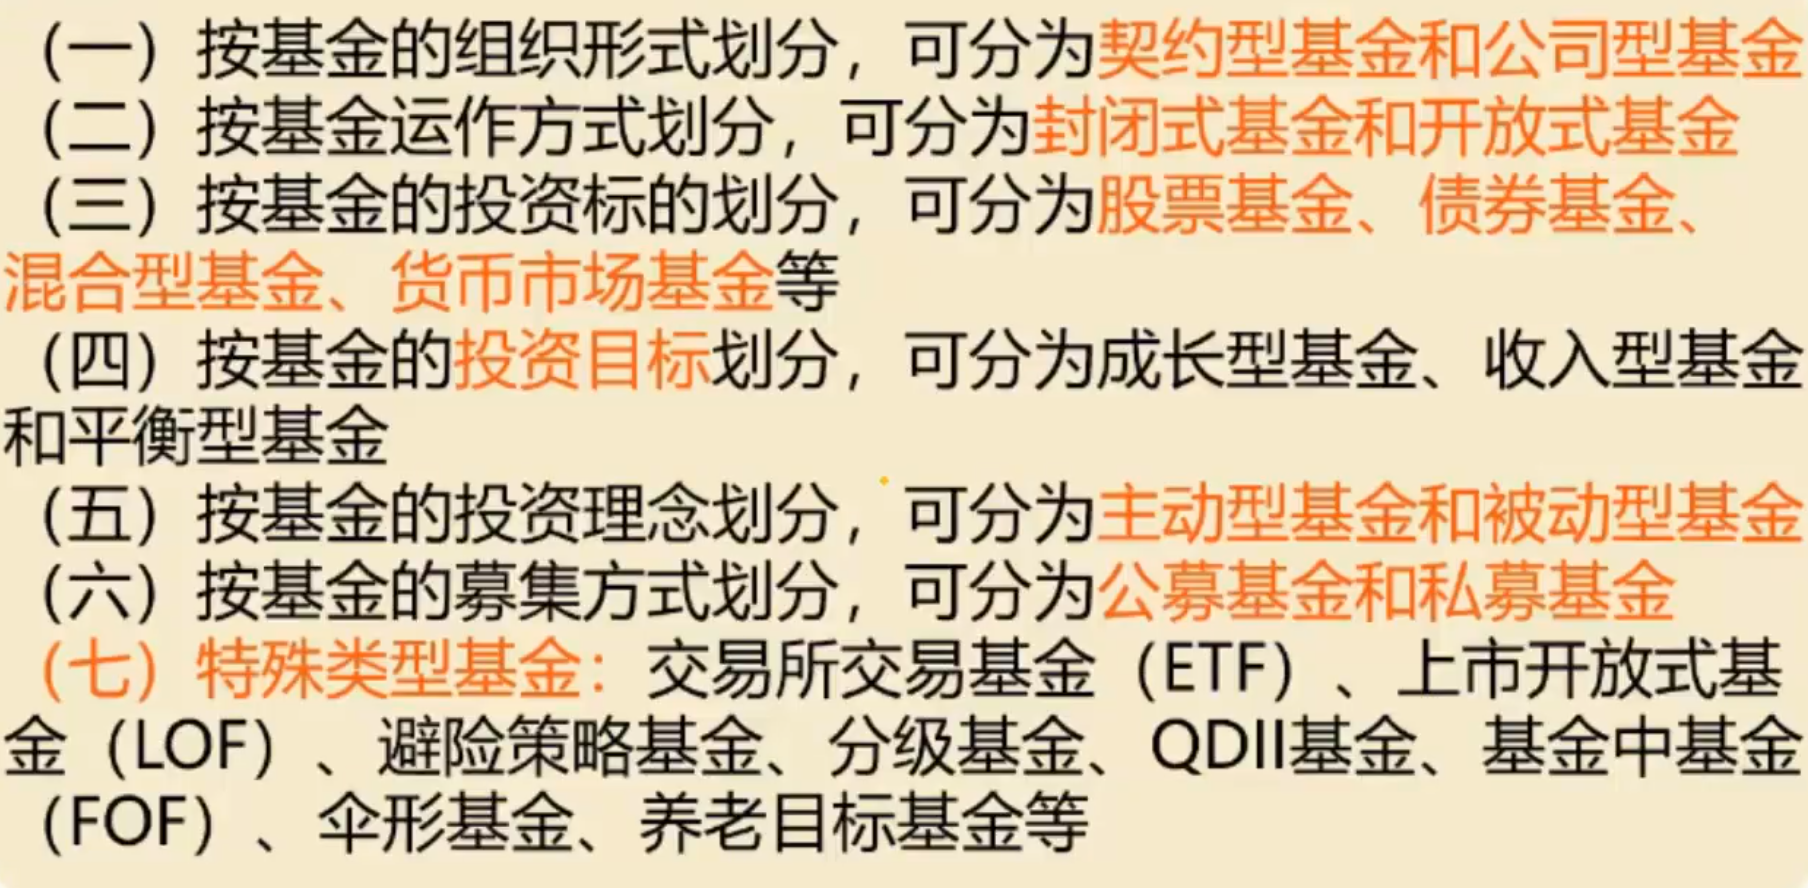 （一）按基金的组织形式划分，可分为契约型基金和公司型基金
（二）按基金运作方式划分，可分为封闭式基金和开放式基金
（三）按基金的投资标的划分，可分为股票基金、债券基金、
混合型基金、货币市场基金等
（四）按基金的投资目标划分，可分为成长型基金、收入型基金
和平衡型基金
（五）按基金的投资理念划分，可分为主动型基金和被动型基金
（六）按基金的募集方式划分，可分为公募基金和私募基金
（七）特殊类型基金：交易所交易基金（ETF）、上市开放式基
金（LOF）、避险策略基金、分级基金、QDII基金、基金中基金
（FOF）、伞形基金、养老目标基金等